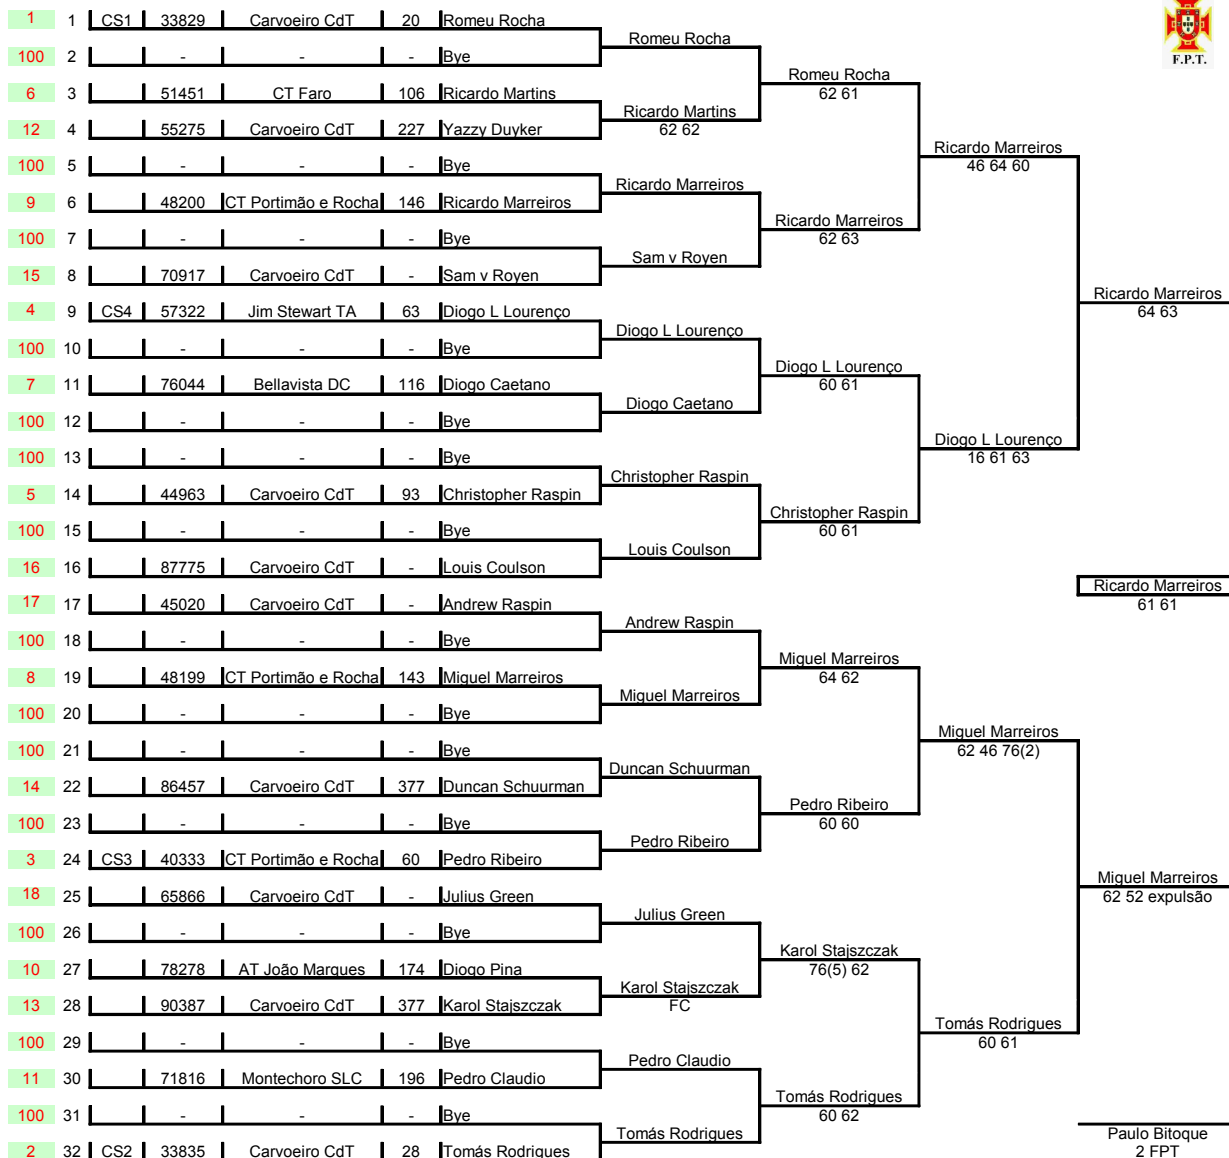 1 1 CS1 33829 Carvoeiro CdT 20 Romeu Rocha
Romeu Rocha
100 2 - - - Bye
F.P.T.
Romeu Rocha
62 61
6 3 51451 CT Faro 106 Ricardo Martins
Ricardo Martins
62 62
12 4 55275 Carvoeiro CdT 227 Yazzy Duyker
Ricardo Marreiros
46 64 60
100 5 - - - Bye
Ricardo Marreiros
9 6 48200 CT Portimão e Rocha 146 Ricardo Marreiros
Ricardo Marreiros
62 63
100 7 - - - Bye
Sam v Royen
15 8 70917 Carvoeiro CdT - Sam v Royen
Ricardo Marreiros
64 63
4 9 CS4 57322 Jim Stewart TA 63 Diogo L Lourenço
Diogo L Lourenço
100 10 - - - Bye
Diogo L Lourenço
60 61
7 11 76044 Bellavista DC 116 Diogo Caetano
Diogo Caetano
100 12 - - - Bye
Diogo L Lourenço
16 61 63
100 13 - - - Bye
Christopher Raspin
5 14 44963 Carvoeiro CdT 93 Christopher Raspin
Christopher Raspin
60 61
100 15 - - - Bye
Louis Coulson
16 16 87775 Carvoeiro CdT - Louis Coulson
Ricardo Marreiros
61 61
17 17 45020 Carvoeiro CdT - Andrew Raspin
Andrew Raspin
100 18 - - - Bye
Miguel Marreiros
64 62
8 19 48199 CT Portimão e Rocha 143 Miguel Marreiros
Miguel Marreiros
100 20 - - - Bye
Miguel Marreiros
62 46 76(2)
100 21 - - - Bye
Duncan Schuurman
14 22 86457 Carvoeiro CdT 377 Duncan Schuurman
Pedro Ribeiro
60 60
100 23 - - - Bye
Pedro Ribeiro
3 24 CS3 40333 CT Portimão e Rocha 60 Pedro Ribeiro
Miguel Marreiros
62 52 expulsão
18 25 65866 Carvoeiro CdT - Julius Green
Julius Green
100 26 - - - Bye
Karol Stajszczak
76(5) 62
10 27 78278 AT João Marques 174 Diogo Pina
Karol Stajszczak
FC
13 28 90387 Carvoeiro CdT 377 Karol Stajszczak
Tomás Rodrigues
60 61
100 29 - - - Bye
Pedro Claudio
11 30 71816 Montechoro SLC 196 Pedro Claudio
Tomás Rodrigues
60 62
100 31 - - - Bye
Tomás Rodrigues
Paulo Bitoque
2 FPT
2 32 CS2 33835 Carvoeiro CdT 28 Tomás Rodrigues